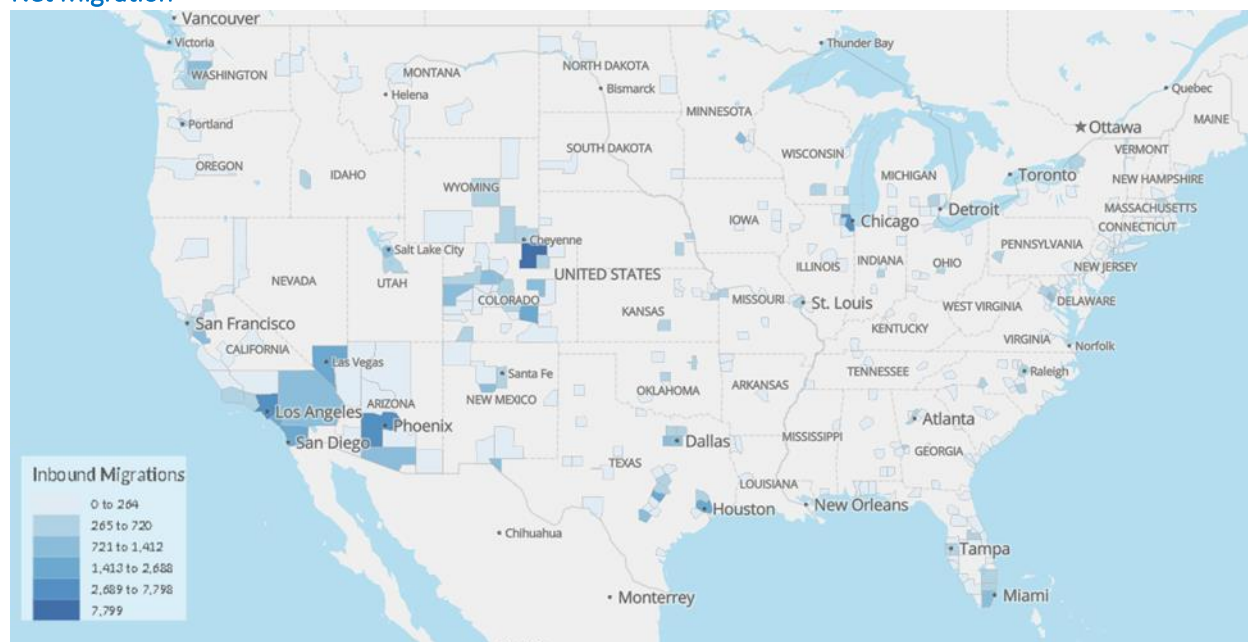 Net Migration
Vancouver
Victoria
WASHINGTON
MONTANA
Helena
NORTH DAKOTA
Bismarck
Thunder Bay
MINNESOTA
Quebec
Ottawa
MAINE
Portland
OREGON
IDAHO
WYOMING
SOUTH DAKOTA
WISCONSIN
MICHIGAN
Toronto
VERMONT
NEW HAMPSHIRE
MASSACHUSETTS
CONNECTICUT
Detroit
Chicago
IOWA
Cheyenne
Salt Lake City
NEVADA
UTAH
COLORADO
UNITED STATES
ILLINOIS
INDIANA
OHIO
PENNSYLVANIA
NEW JERSEY
DELAWARE
WEST VIRGINIA
VIRGINIA
Norfolk
San Francisco
CALIFORNIA
Las Vegas
KANSAS
MISSOURI
St. Louis
KENTUCKY
Santa Fe
NEW MEXICO
ARIZONA
Los Angeles
Phoenix
San Diego
OKLAHOMA
ARKANSAS
TENNESSEE
Raleigh
Atlanta
GEORGIA
MISSISSIPPI
Dallas
TEXAS
LOUISIANA
Houston
New Orleans
Chihuahua
Tampa
Miami
Monterrey
Inbound Migrations
0 to 264
265 to 720
721 to 1,412
1,413 to 2,688
2,689 to 7,798
7,799